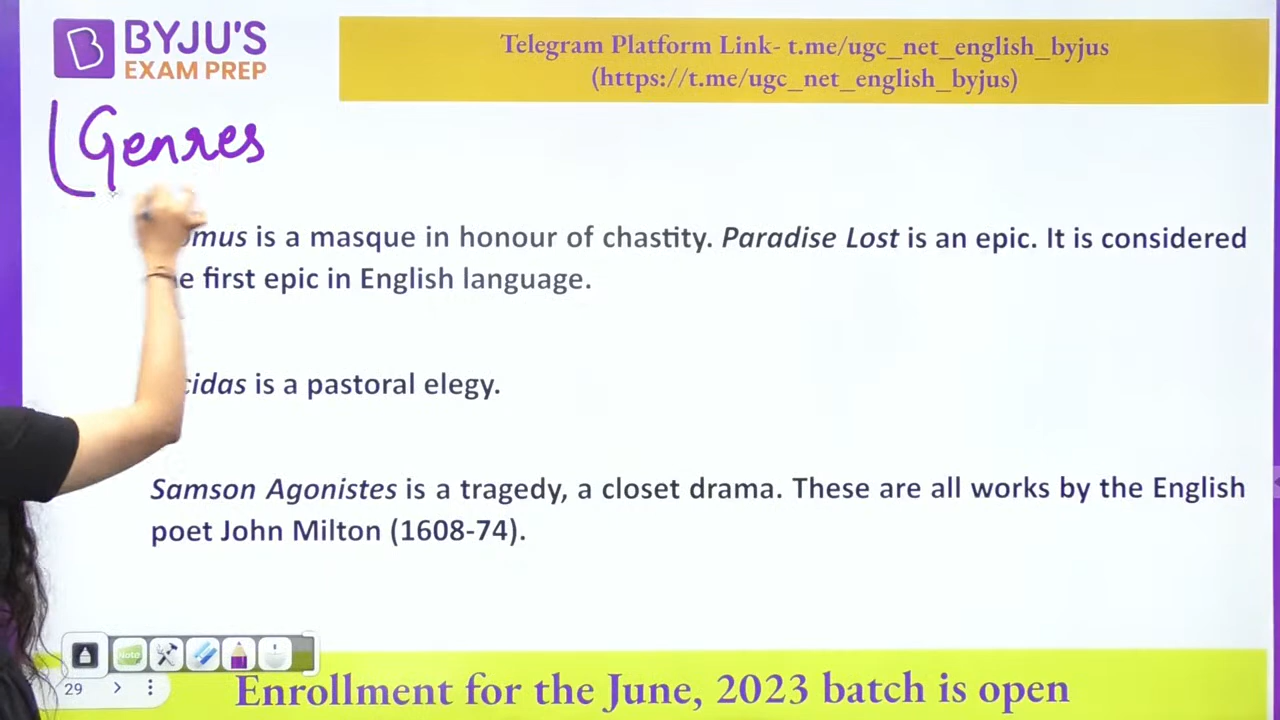 BYJU'S
EXAM PREP
Telegram Platform Link- t.me/ugc_net_english_byjus
(https://t.me/ugc_net_english_byjus)
Genres
omus is a masque in honour of chastity. Paradise Lost is an epic. It is considered
e first epic in English language.
cidas is a pastoral elegy.
Samson Agonistes is a tragedy, a closet drama. These are all works by the English
poet John Milton (1608-74).
Note
29
Enrollment for the June, 2023 batch is open